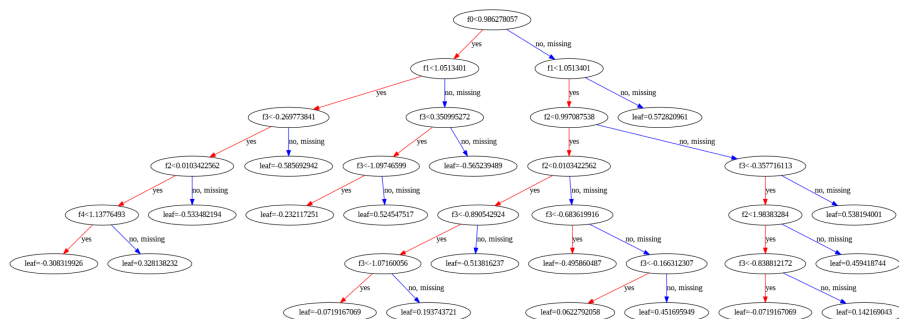 f0<0.986278057
yes
no, missing
f1<1.0513401
f1<1.0513401
yes
no, missing
yes
no, missing
f3<-0.269773841
f3<0.350995272
f2<0.997087538
leaf=0.572820961
yes
no, missing
yes
no, missing
yes
no, missing
f2<0.0103422562
leaf=-0.585692942
f3<-1.09746599
leaf=-0.565239489
f2<0.0103422562
f3<-0.357716113
yes
no, missing
yes
no, missing
yes
no, missing
yes
no, missing
f4<1.13776493
leaf=-0.533482194
leaf=-0.232117251
leaf=0.524547517
f3<-0.890542924
f3<-0.683619916
f2<1.98383284
leaf=0.538194001
yes
no, missing
yes
no, missing
yes
no, missing
yes
no, missing
leaf=-0.308319926
leaf=0.328138232
f3<-1.07160056
leaf=-0.513816237
leaf=-0.495860487
f3<-0.166312307
f3<-0.838812172
leaf=0.459418744
yes
no, missing
yes
no, missing
yes
no, missing
leaf=-0.0719167069
leaf=0.193743721
leaf=0.0622792058
leaf=0.451695949
leaf=-0.0719167069
leaf=0.142169043